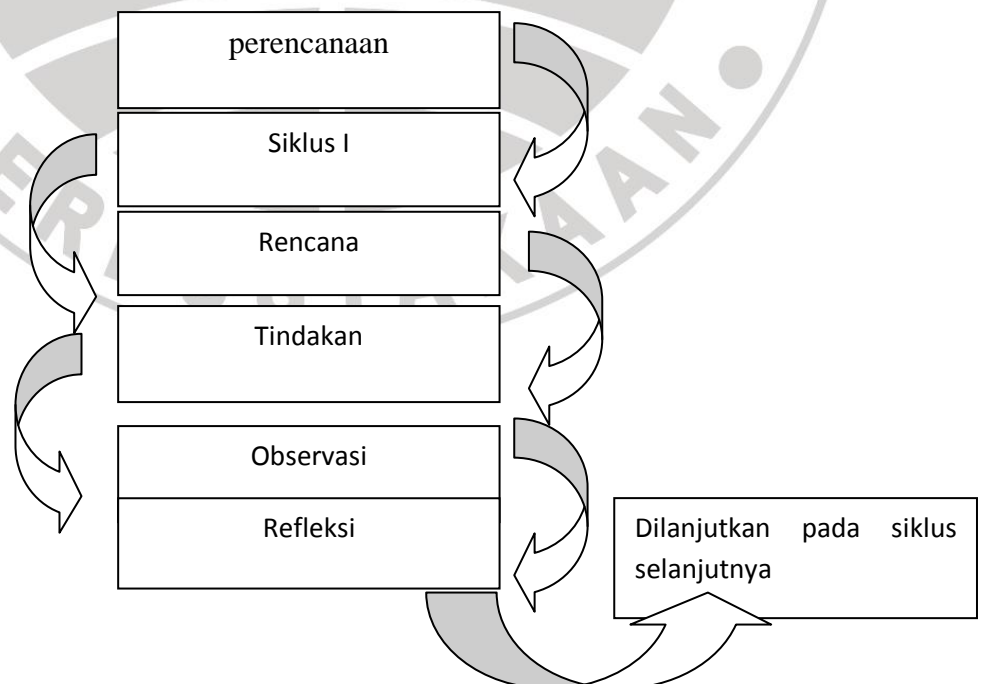 perencanaan
Siklus I
Rencana
Tindakan
Observasi
Refleksi
Dilanjutkan pada siklus
selanjutnya